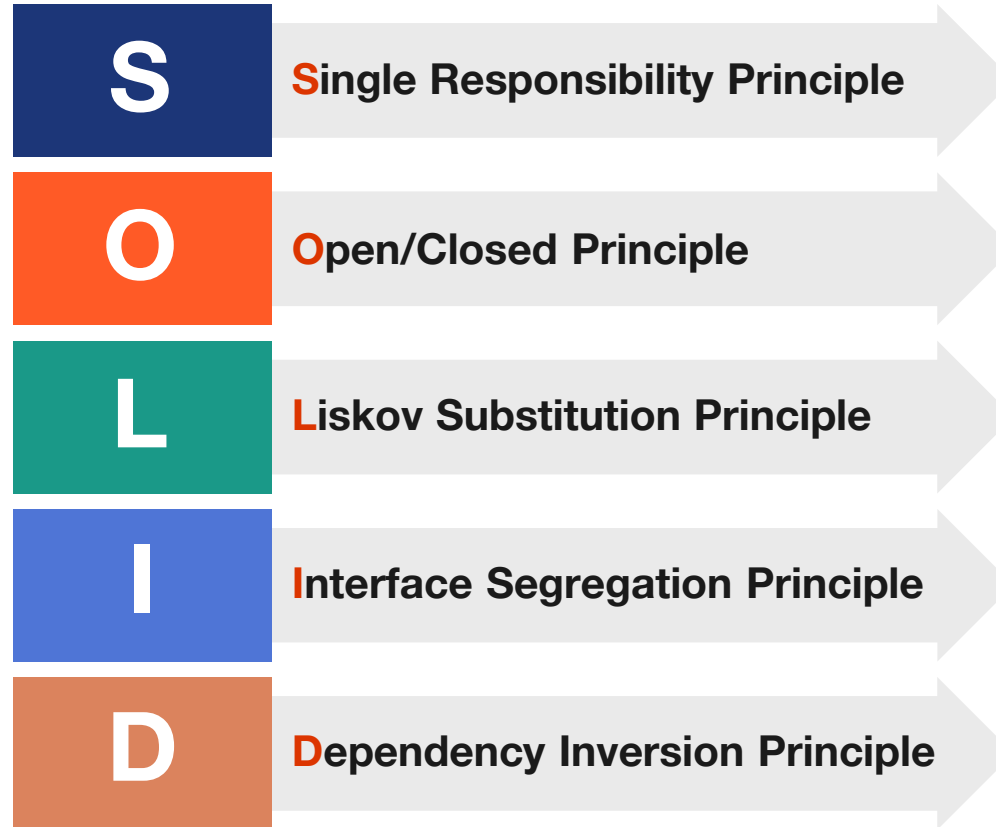 S
Single Responsibility Principle
O
Open/Closed Principle
L
Liskov Substitution Principle
I
Interface Segregation Principle
D
Dependency Inversion Principle